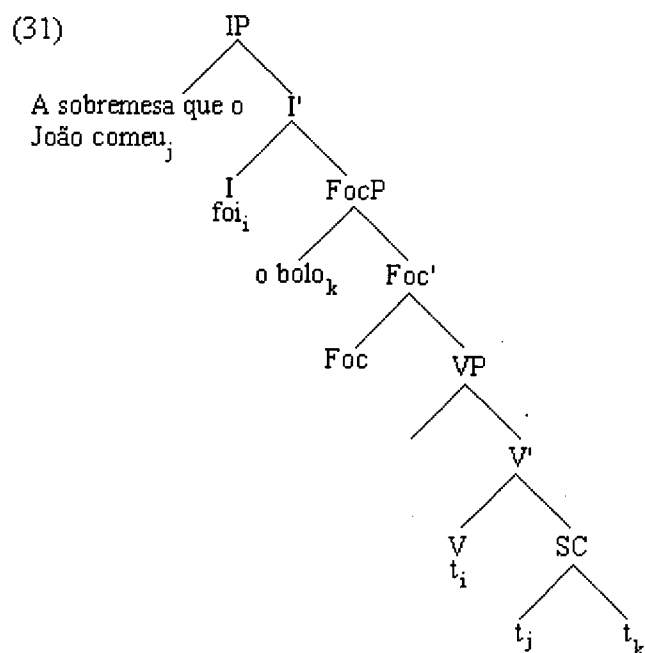 (31)
IP
A sobremesa que o
João comeu_j
I'
I
foi_i
FocP
o bolo_k
Foc'
Foc
VP
V'
V
t_i
SC
t_j
t_k